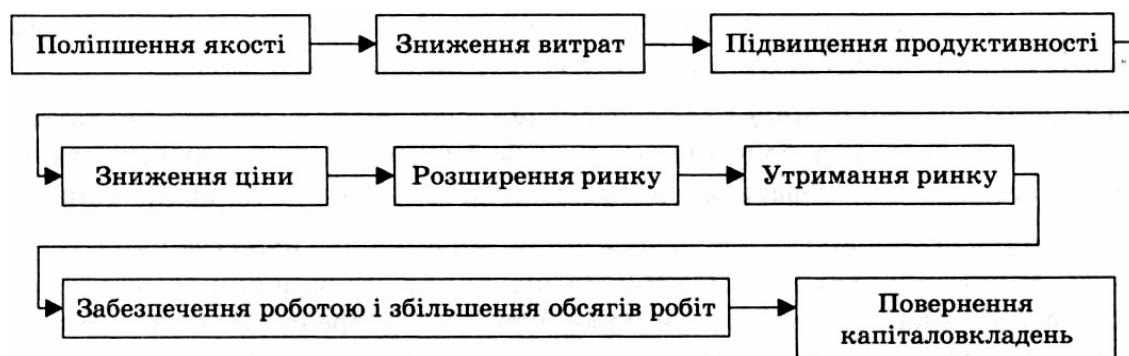 Поліпшення якості
Зниження витрат
Підвищення продуктивності
Зниження ціни
Розширення ринку
Утримання ринку
Забезпечення роботою і збільшення обсягів робіт
Повернення
капіталовкладень